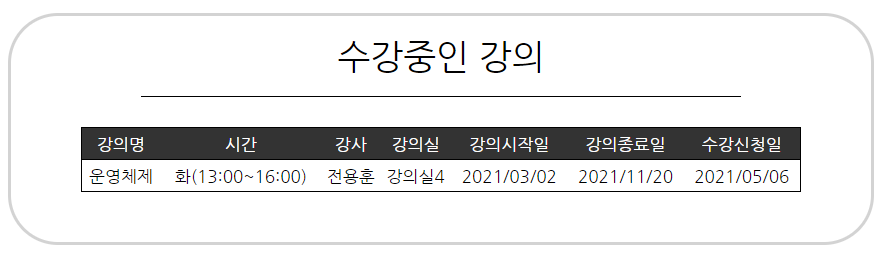 수강중인 강의
강의명 시간 강사 강의실 강의시작일 강의종료일 수강신청일
운영체제 화(13:00~16:00) 전용훈 강의실4 2021/03/02 2021/11/20 2021/05/06